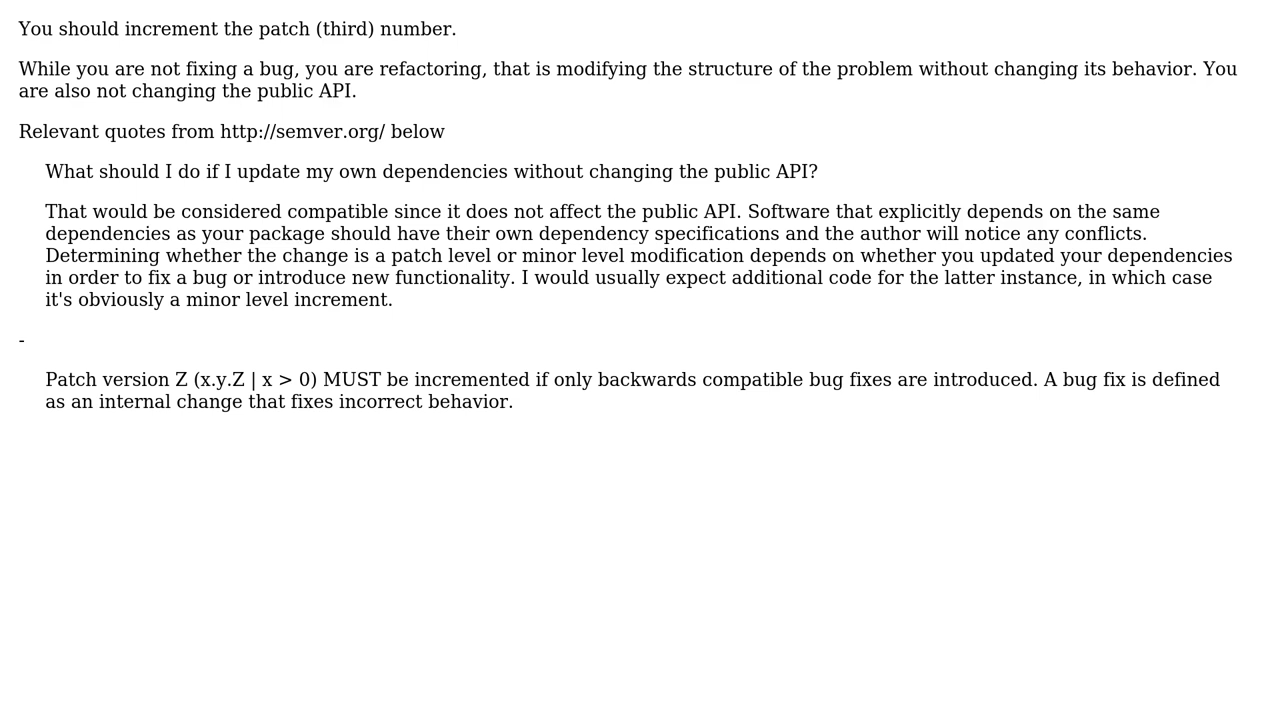 You should increment the patch (third) number.
While you are not fixing a bug, you are refactoring, that is modifying the structure of the problem without changing its behavior. You
are also not changing the public API.
Relevant quotes from http://semver.org/ below
What should I do if I update my own dependencies without changing the public API?
That would be considered compatible since it does not affect the public API. Software that explicitly depends on the same
dependencies as your package should have their own dependency specifications and the author will notice any conflicts.
Determining whether the change is a patch level or minor level modification depends on whether you updated your dependencies
in order to fix a bug or introduce new functionality. I would usually expect additional code for the latter instance, in which case
it's obviously a minor level increment.
-
Patch version Z (x.y.Z | x > 0) MUST be incremented if only backwards compatible bug fixes are introduced. A bug fix is defined
as an internal change that fixes incorrect behavior.